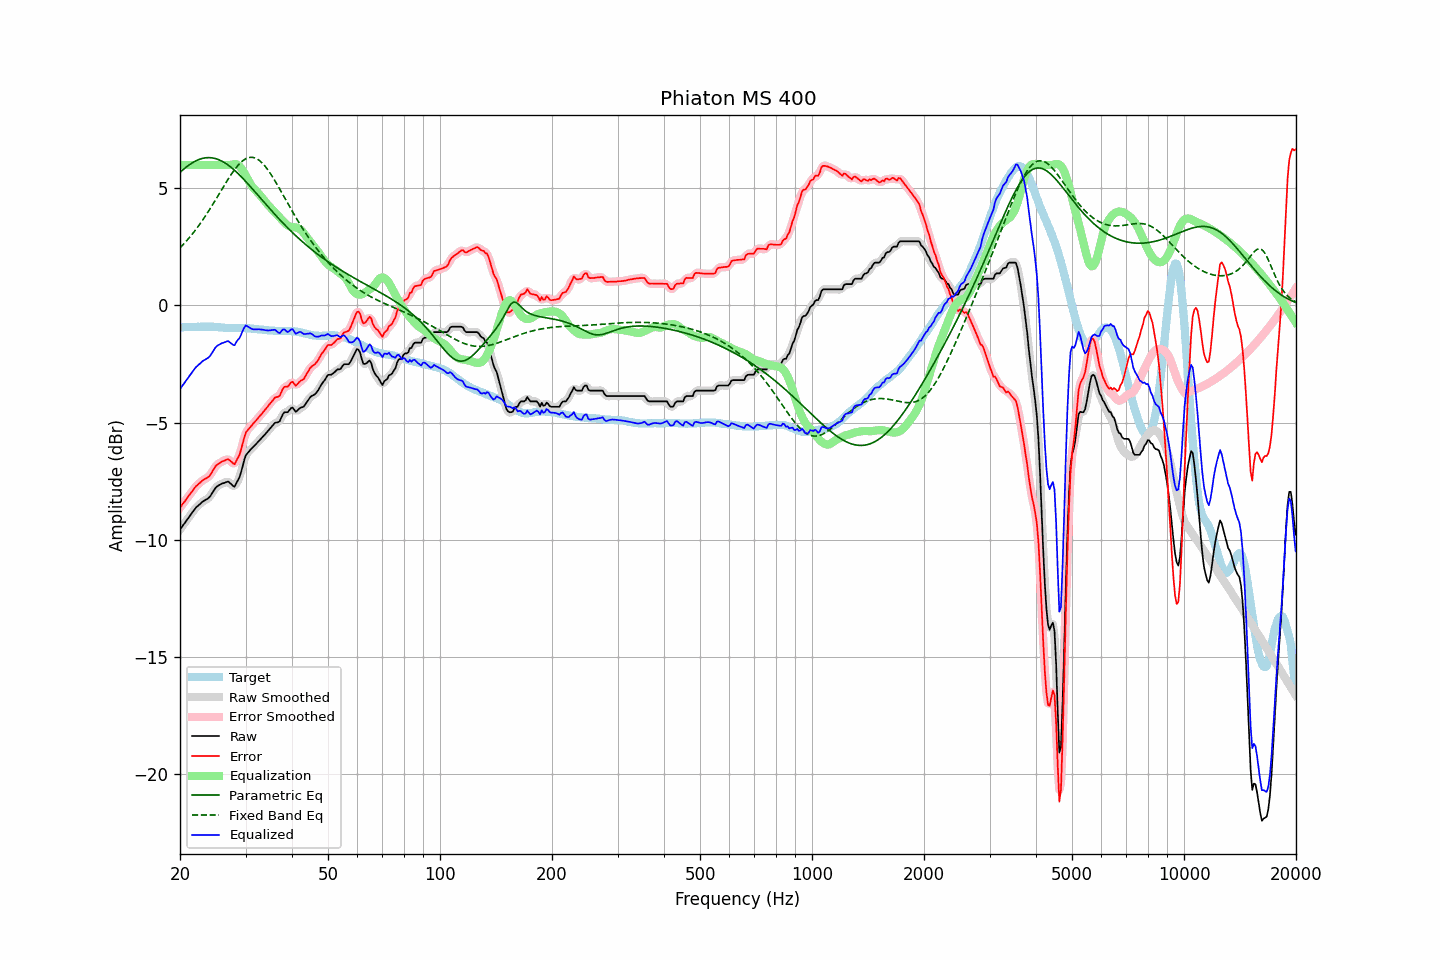 Phiaton MS 400
Amplitude (dBr)
5
0
−5
−10
−15
−20
Target
Raw Smoothed
Error Smoothed
Raw
Error
Equalization
Parametric Eq
Fixed Band Eq
Equalized
20 50 100 200 500 1000 2000 5000 10000 20000
Frequency (Hz)